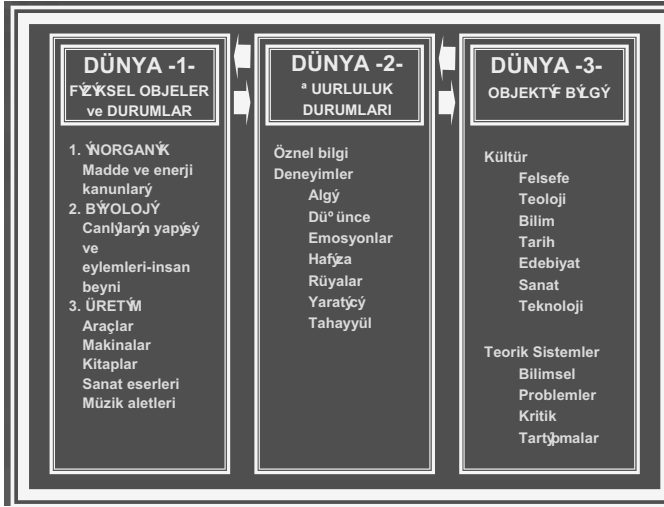 DÜNYA -1-
FÝZÝKSEL OBJELER
ve DURUMLAR
1. ÝNORGANÝK
Madde ve enerji
kanunlarý
2. BÝYOLOJÝ
Canlýlarýn yapýsý
ve
eylemleri-insan
beyni
3. ÜRETÝM
Araçlar
Makinalar
Kitaplar
Sanat eserleri
Müzik aletleri
DÜNYA -2-
ª UURLULUK
DURUMLARI
Öznel bilgi
Deneyimler
Algý
Düº ünce
Emosyonlar
Hafýza
Rüyalar
Yaratýcý
Tahayyül
DÜNYA -3-
OBJEKTÝF BÝLGÝ
Kültür
Felsefe
Teoloji
Bilim
Tarih
Edebiyat
Sanat
Teknoloji
Teorik Sistemler
Bilimsel
Problemler
Kritik
Tartýþmalar